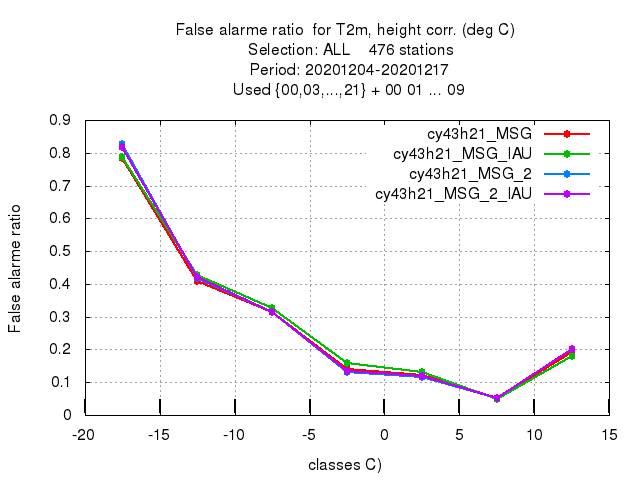 False alarme ratio  for T2m, height corr. (deg C)
Selection: ALL    476 stations
Period: 20201204-20201217
Used {00,03,...,21} + 00 01 ... 09
0.9
0.8
0.7
0.6
0.5
0.4
0.3
0.2
0.1
0
False alarme ratio
cy43h21_MSG
cy43h21_MSG_IAU
cy43h21_MSG_2
cy43h21_MSG_2_IAU
-20 -15 -10 -5 0 5 10 15
classes C)